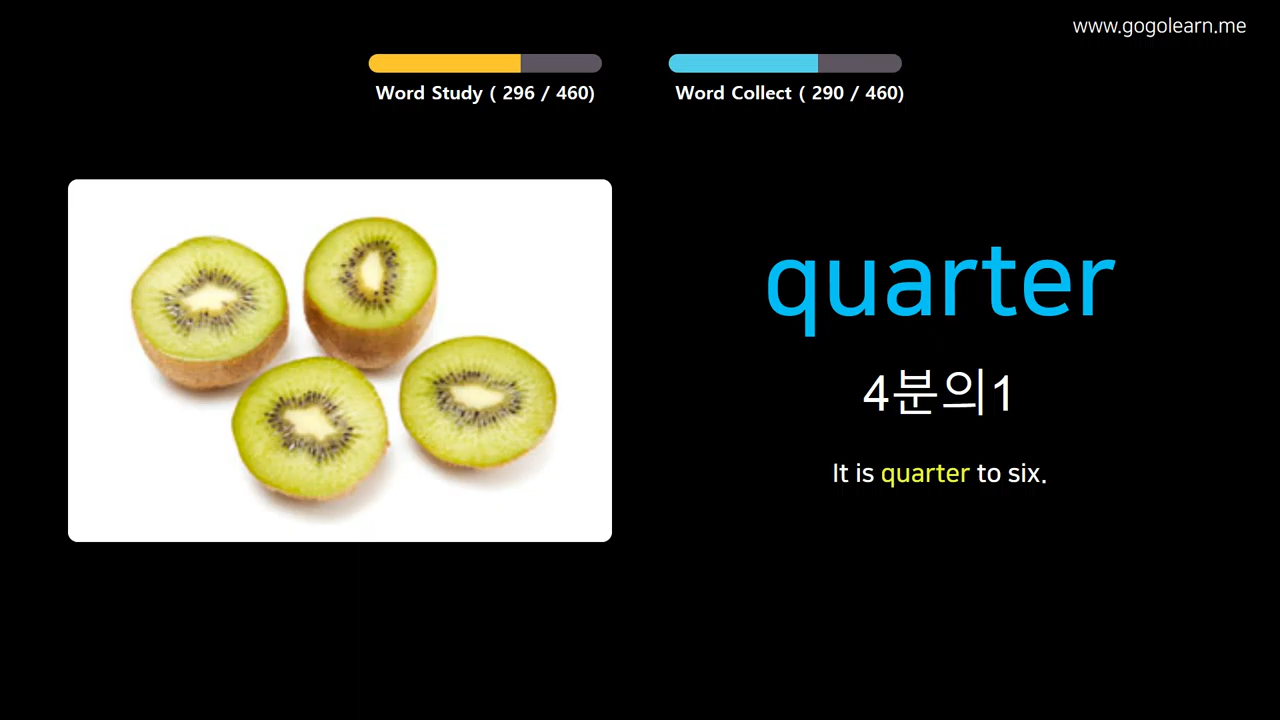 www.gogolearn.me
Word Study ( 296 / 460)
Word Collect ( 290 / 460)
quarter
4분의1
It is quarter to six.